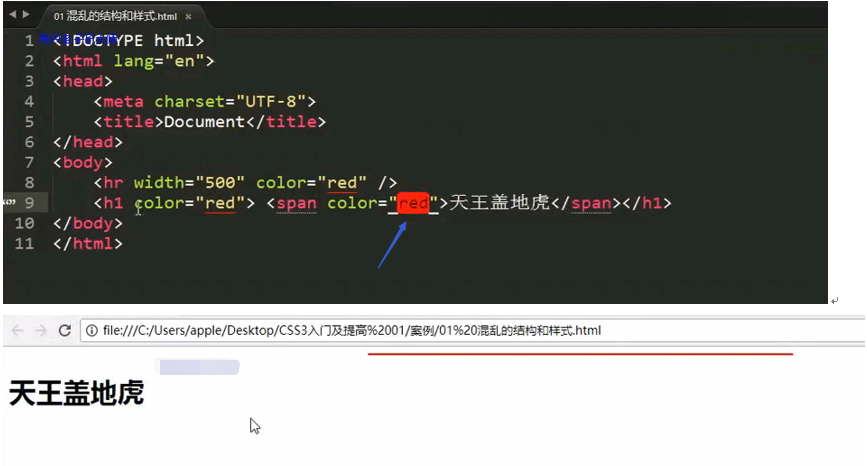 01 混乱的结构和样式.html ×
1 <!DOCTYPE html>
2 <html lang="en">
3 <head>
4 <meta charset="UTF-8">
5 <title>Document</title>
6 </head>
7 <body>
8 <hr width="500" color="red" />
9 <h1 color="red"> <span color="red">天王盖地虎</span></h1>
10 </body>
11 </html>
file:///C:/Users/apple/Desktop/CSS3入门及提高%2001/案例/01%20混乱的结构和样式.html
天王盖地虎